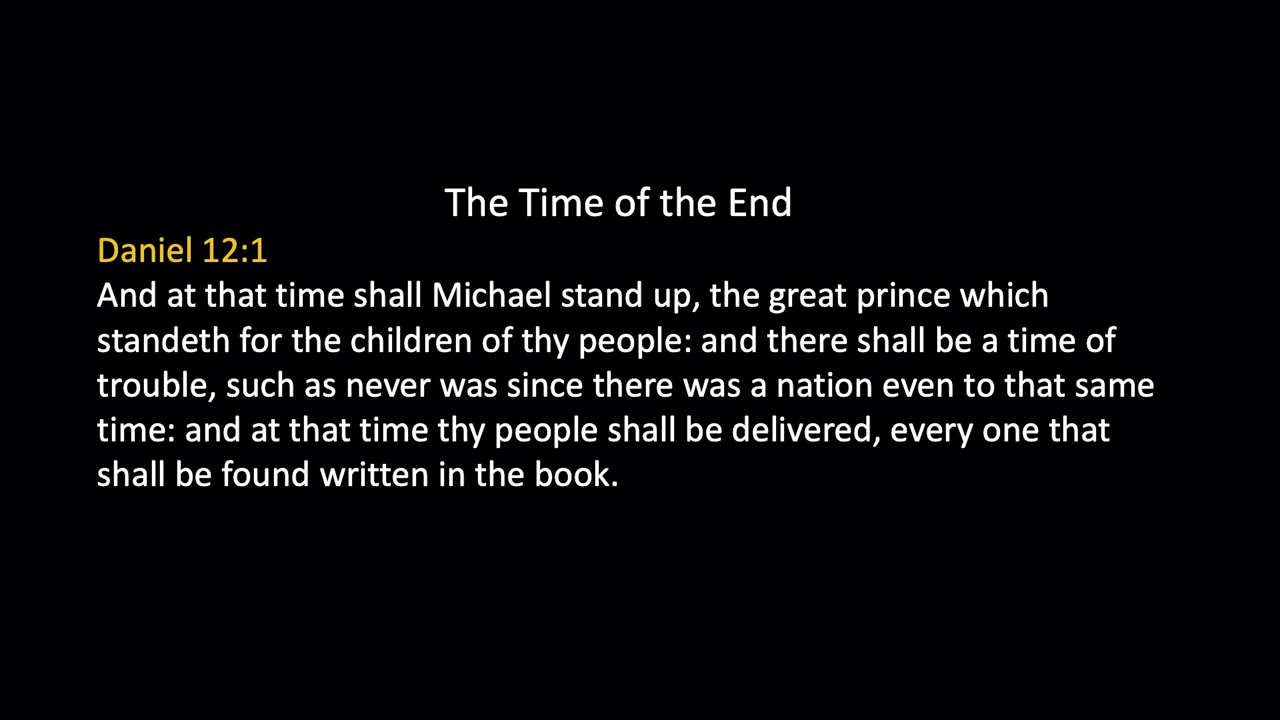 The Time of the End
Daniel 12:1
And at that time shall Michael stand up, the great prince which
standeth for the children of thy people: and there shall be a time of
trouble, such as never was since there was a nation even to that same
time: and at that time thy people shall be delivered, every one that
shall be found written in the book.